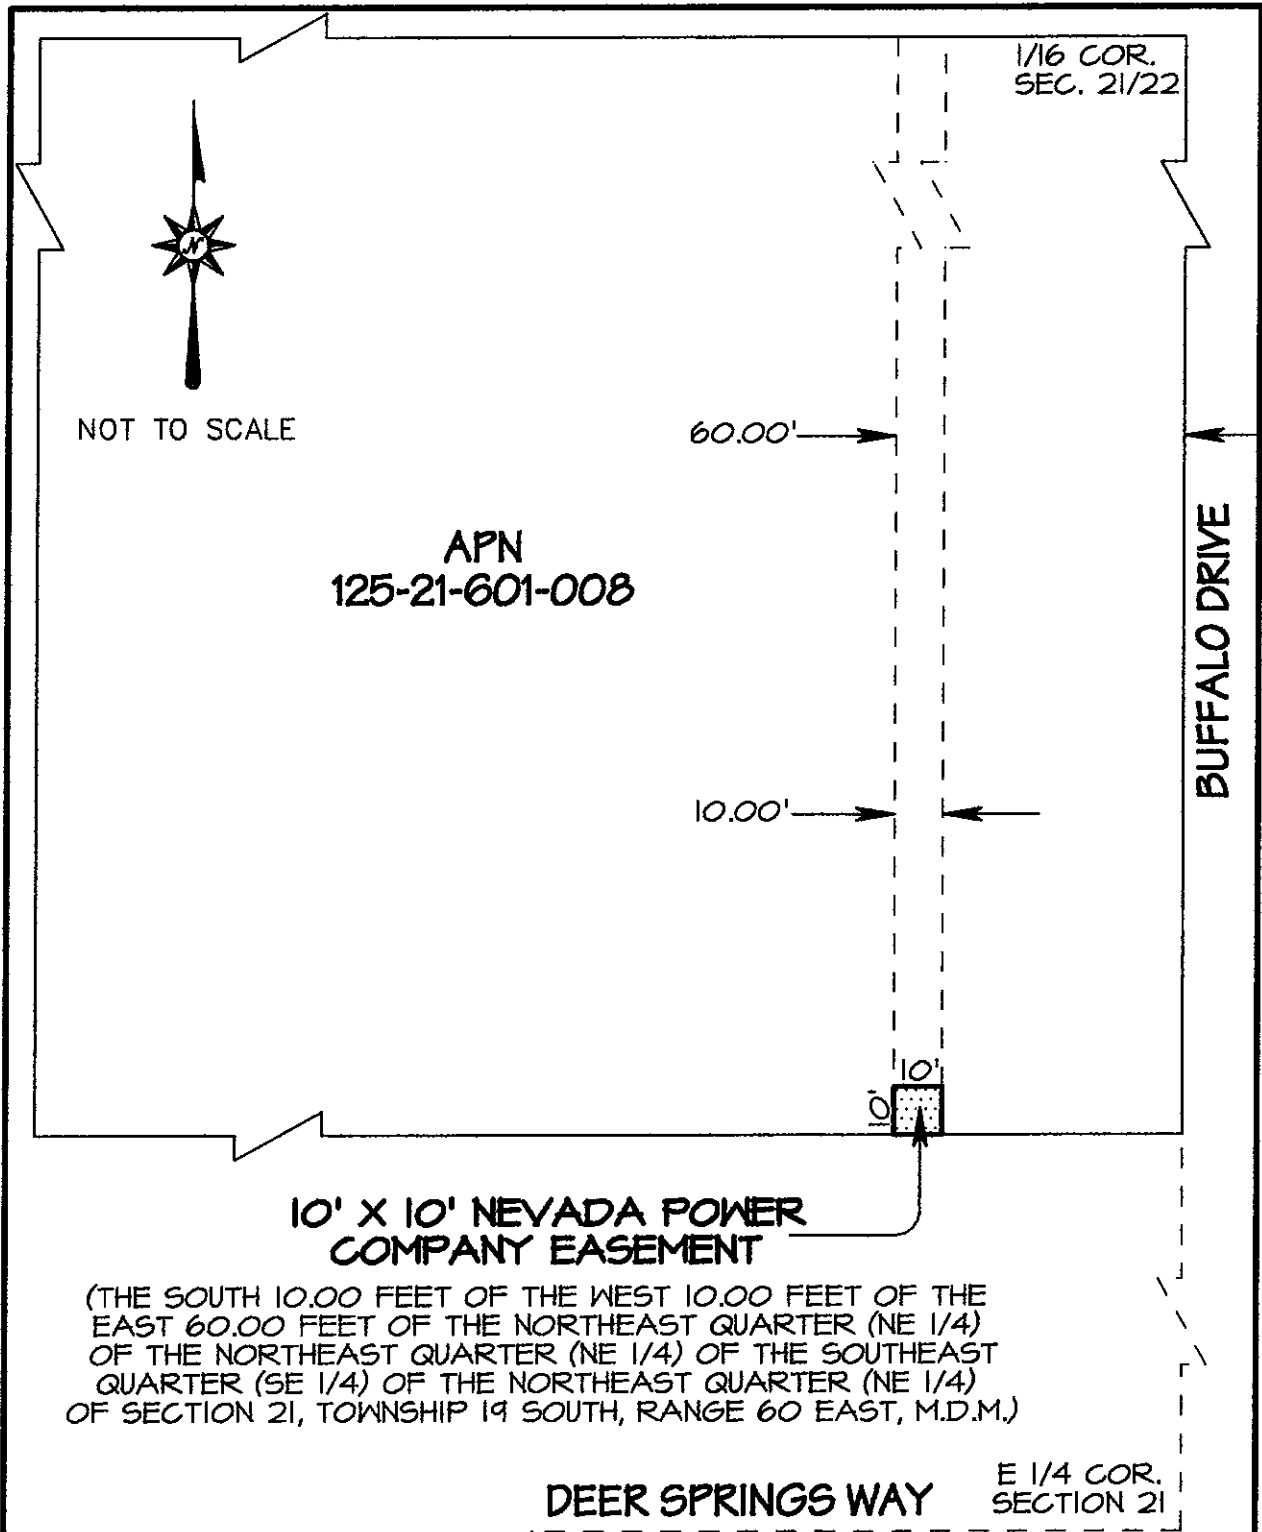 1/16 COR.
SEC. 21/22
N
NOT TO SCALE
60.00'
APN
125-21-601-008
BUFFALO DRIVE
10.00'
10'
10'
10' X 10' NEVADA POWER
COMPANY EASEMENT
(THE SOUTH 10.00 FEET OF THE WEST 10.00 FEET OF THE
EAST 60.00 FEET OF THE NORTHEAST QUARTER (NE 1/4)
OF THE NORTHEAST QUARTER (NE 1/4) OF THE SOUTHEAST
QUARTER (SE 1/4) OF THE NORTHEAST QUARTER (NE 1/4)
OF SECTION 21, TOWNSHIP 19 SOUTH, RANGE 60 EAST, M.D.M.)
E 1/4 COR.
SECTION 21
DEER SPRINGS WAY